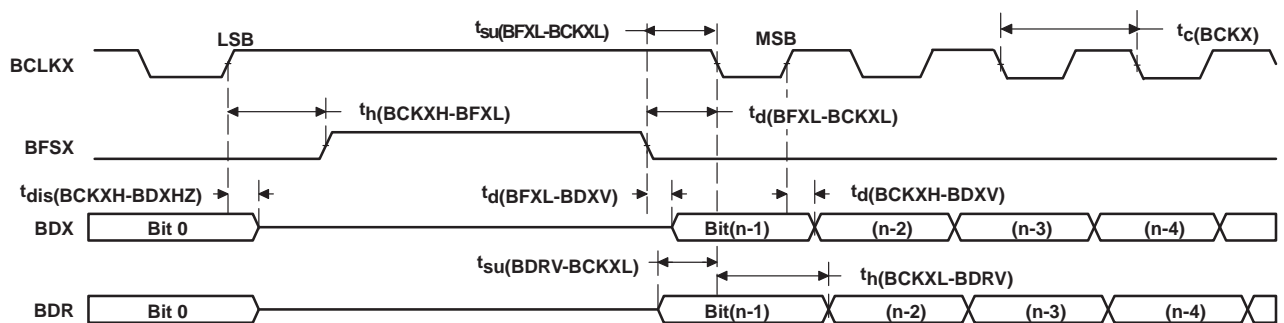 LSB
tsu(BFXL-BCKXL)
MSB
tc(BCKX)
BCLKX
th(BCKXH-BFXL)
td(BFXL-BCKXL)
BFSX
tdis(BCKXH-BDXHZ)
td(BFXL-BDXV)
td(BCKXH-BDXV)
BDX
Bit 0
Bit(n-1)
(n-2)
(n-3)
(n-4)
tsu(BDRV-BCKXL)
th(BCKXL-BDRV)
BDR
Bit 0
Bit(n-1)
(n-2)
(n-3)
(n-4)